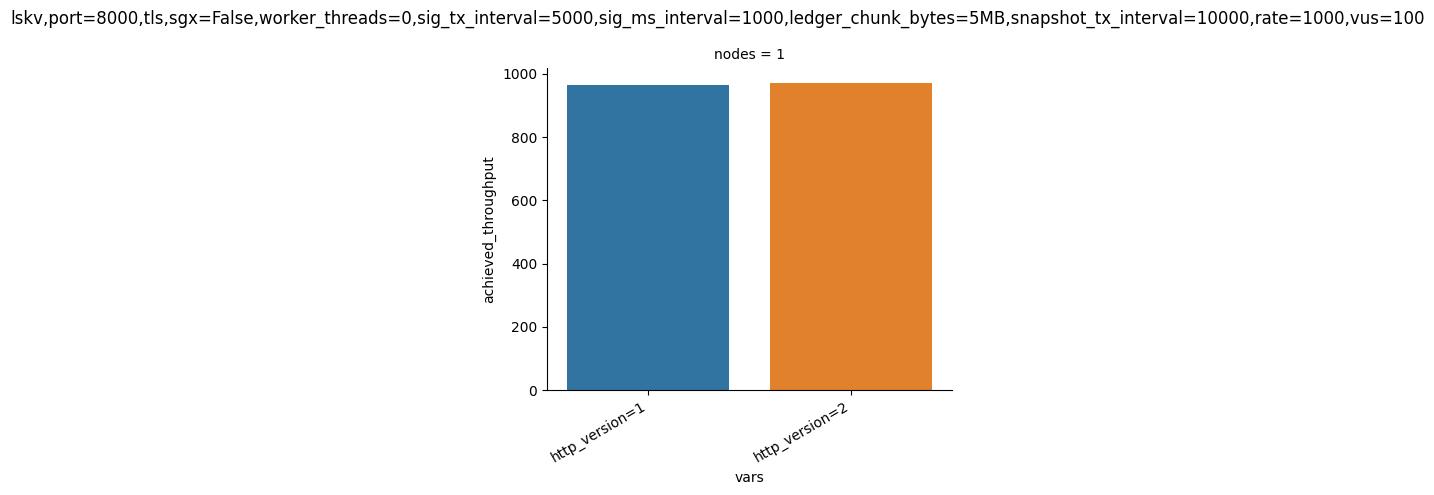 lskv,port=8000,tls,sgx=False,worker_threads=0,sig_tx_interval=5000,sig_ms_interval=1000,ledger_chunk_bytes=5MB,snapshot_tx_interval=10000,rate=1000,vus=100
nodes = 1
1000
800
600
400
200
0
achieved_throughput
http_version=1
http_version=2
vars